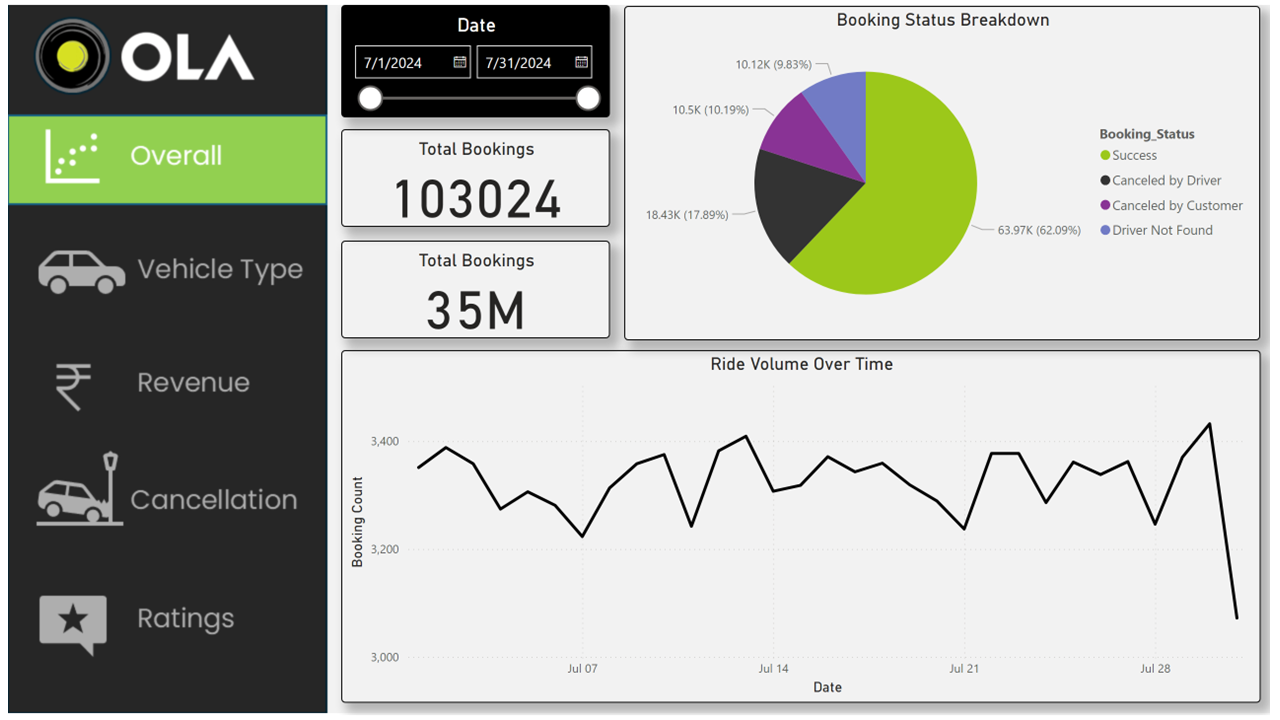 OLA
Overall
Vehicle Type
Revenue
Cancellation
Ratings
Date
7/1/2024
7/31/2024
Total Bookings
103024
Total Bookings
35M
Booking Status Breakdown
10.12K (9.83%)
10.5K (10.19%)
18.43K (17.89%)
63.97K (62.09%)
Booking_Status
Success
Canceled by Driver
Canceled by Customer
Driver Not Found
Ride Volume Over Time
Booking Count
3,400
3,200
3,000
Jul 07
Jul 14
Jul 21
Jul 28
Date